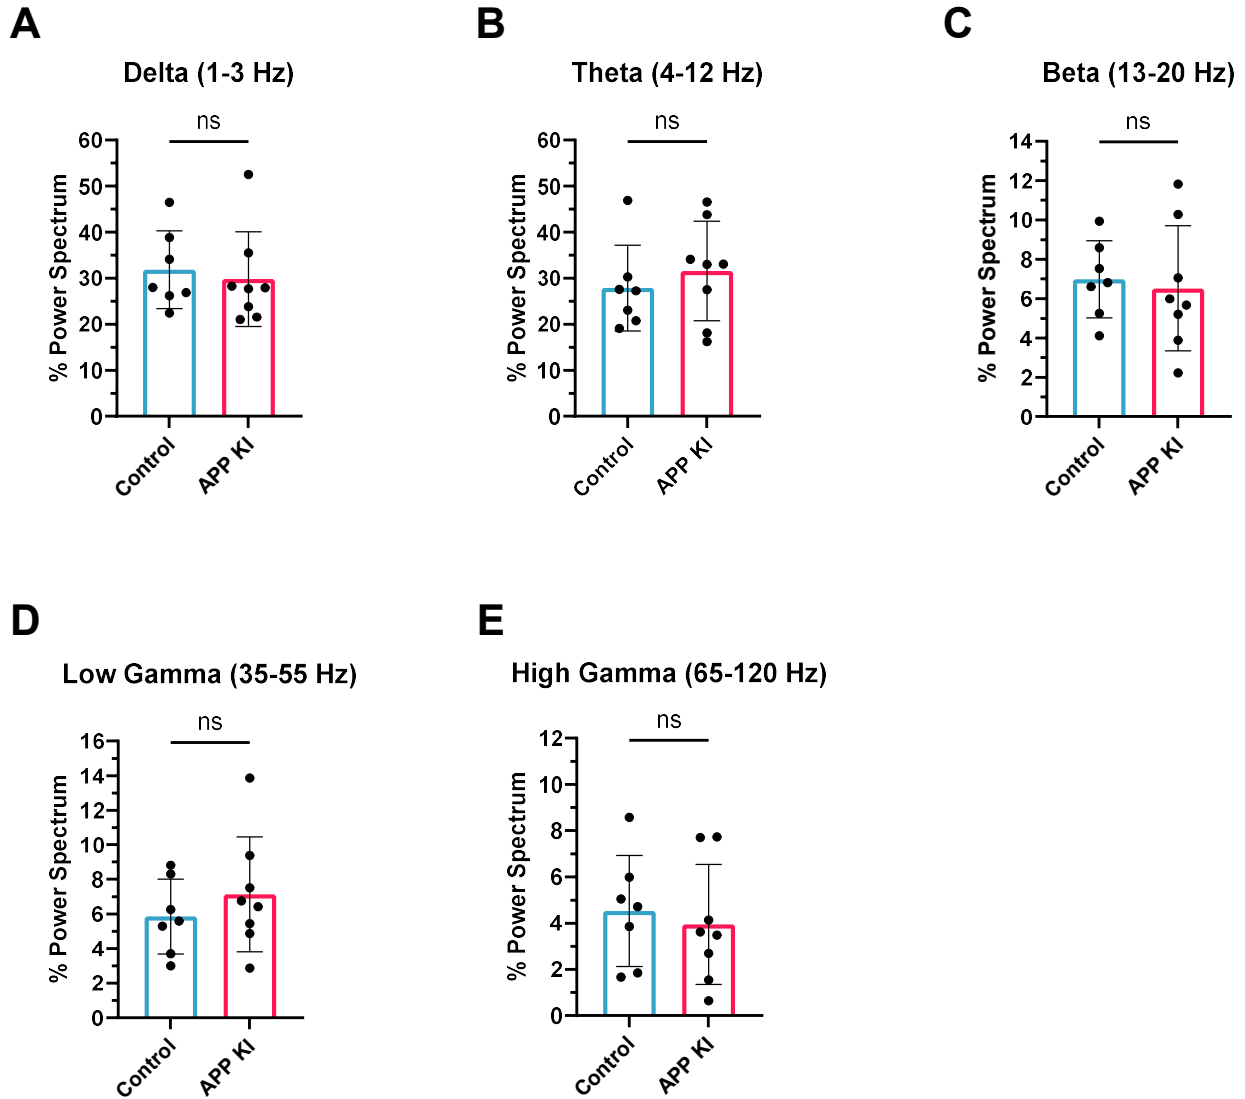 A
B
C
Delta (1-3 Hz)
Theta (4-12 Hz)
Beta (13-20 Hz)
ns
ns
ns
% Power Spectrum
60
50
40
30
20
10
0
Control
APP KI
% Power Spectrum
60
50
40
30
20
10
0
Control
APP KI
% Power Spectrum
14
12
10
8
6
4
2
0
Control
APP KI
D
E
Low Gamma (35-55 Hz)
High Gamma (65-120 Hz)
ns
ns
% Power Spectrum
16
14
12
10
8
6
4
2
0
Control
APP KI
% Power Spectrum
12
10
8
6
4
2
0
Control
APP KI